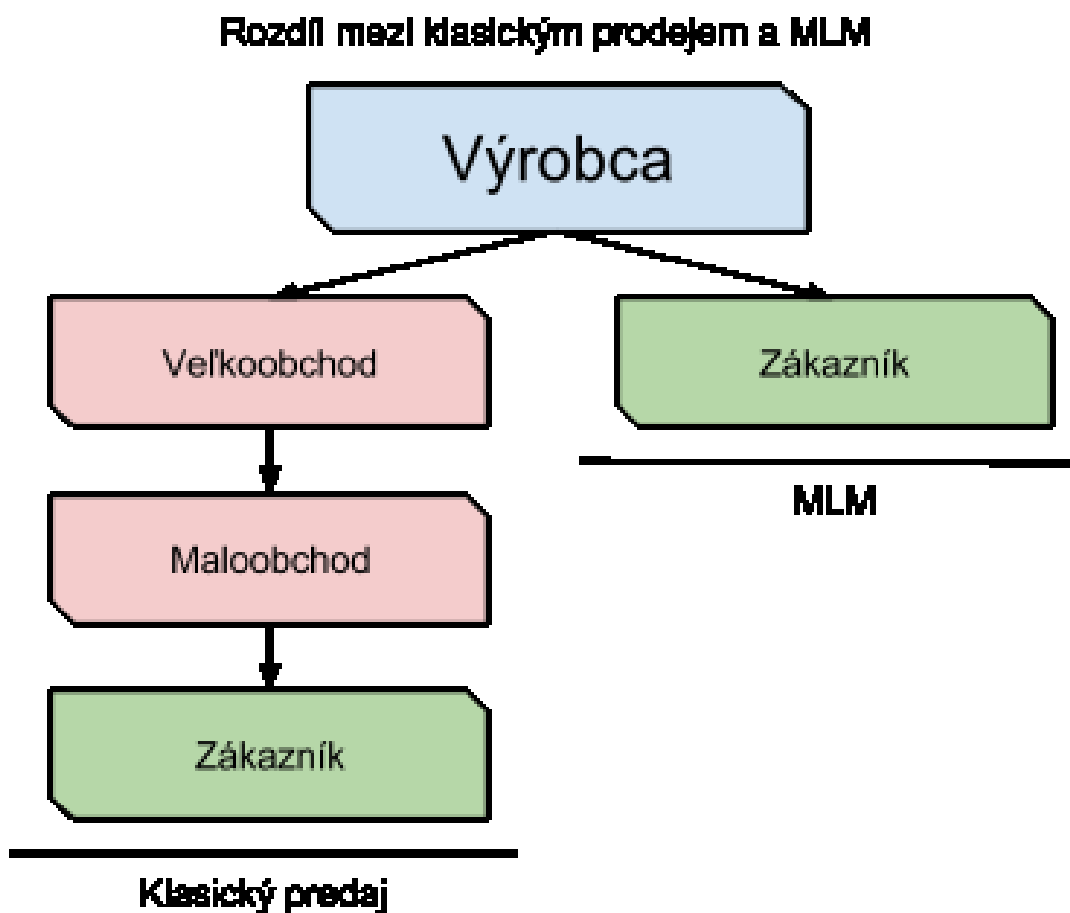 Rozdíl mezi klasickým prodejem a MLM
Výrobca
Veľkoobchod
Zákazník
MLM
Maloobchod
Zákazník
Klasický predaj